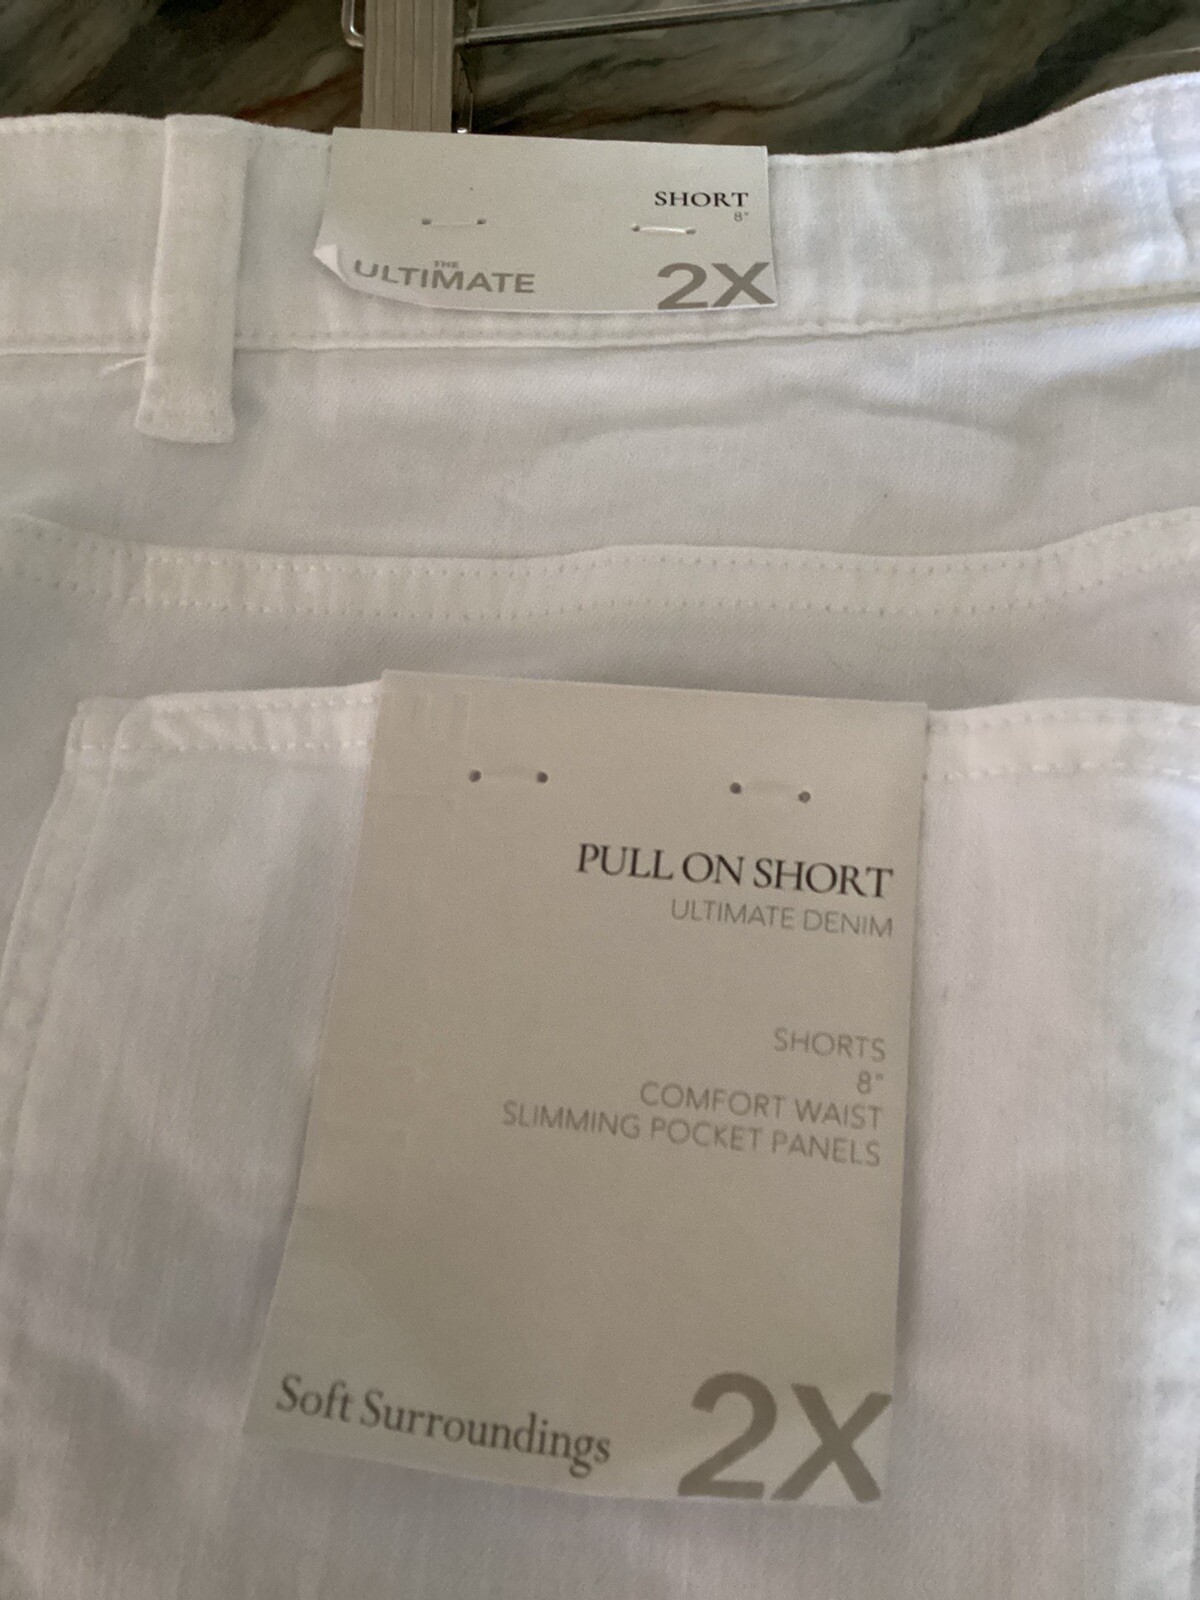 SHORT
8"
THE
ULTIMATE
2X
PULL ON SHORT
ULTIMATE DENIM
SHORTS
8"
COMFORT WAIST
SLIMMING POCKET PANELS
Soft Surroundings
2X